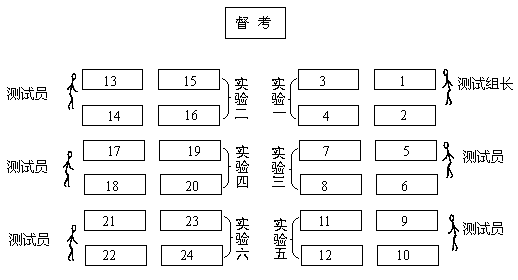 督 考
13 15 实验二 实验一 3 1
测试员 测试组长
14 16 4 2
17 19 实验四 实验三 7 5
测试员 测试员
18 20 8 6
21 23 实验六 实验五 11 9
测试员 测试员
22 24 12 10